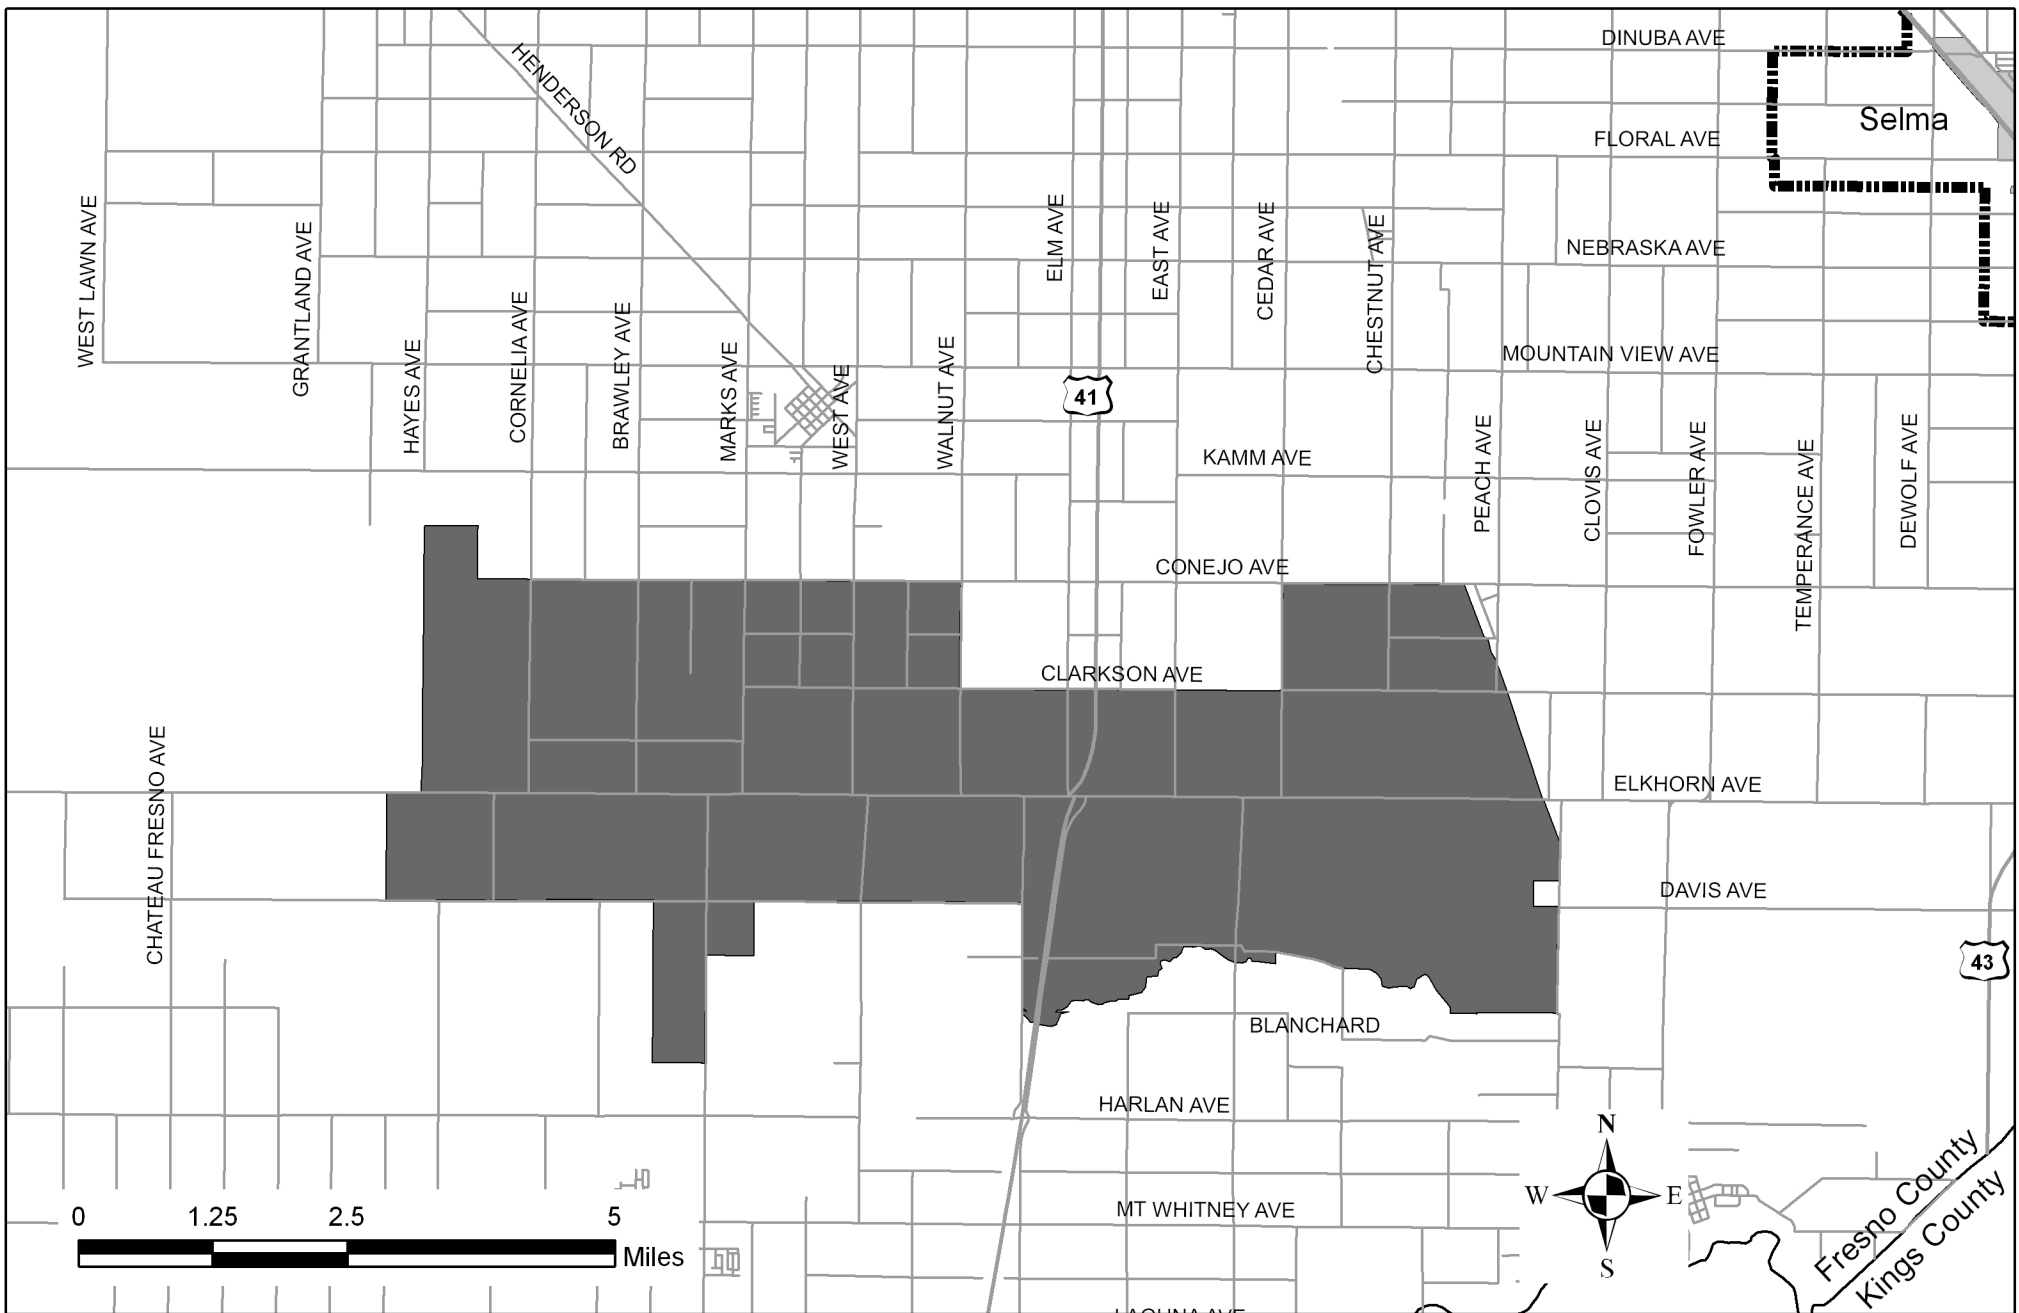 DINUBA AVE
HENDERSON RD
Selma
FLORAL AVE
WEST LAWN AVE
GRANTLAND AVE
ELM AVE
EAST AVE
CEDAR AVE
CHESTNUT AVE
NEBRASKA AVE
HAYES AVE
CORNELIA AVE
BRAWLEY AVE
MARKS AVE
WEST AVE
WALNUT AVE
41
MOUNTAIN VIEW AVE
KAMM AVE
PEACH AVE
CLOVIS AVE
FOWLER AVE
TEMPERANCE AVE
DEWOLF AVE
CONEJO AVE
CLARKSON AVE
CHATEAU FRESNO AVE
ELKHORN AVE
DAVIS AVE
43
BLANCHARD
HARLAN AVE
N
W
E
S
MT WHITNEY AVE
Fresno County
Kings County
0 1.25 2.5 5
Miles
LAGUNA AVE